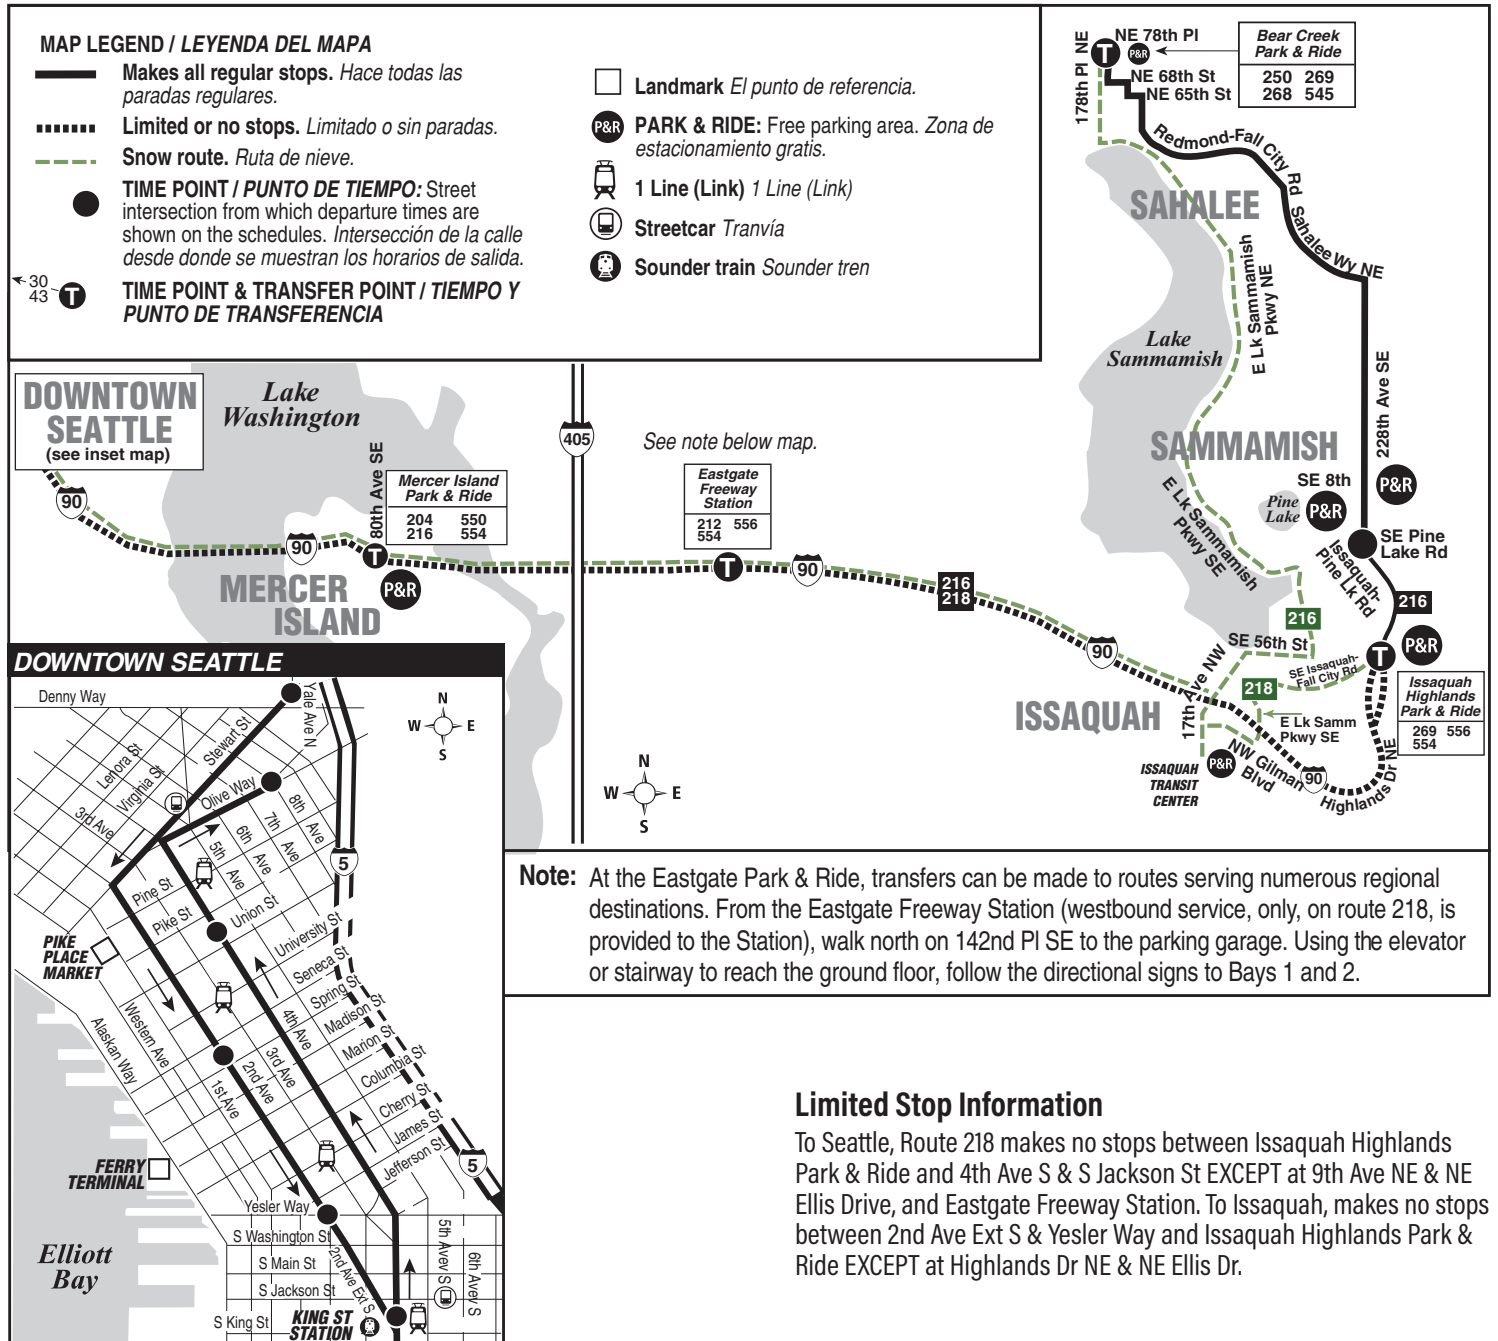 MAP LEGEND / LEYENDA DEL MAPA
Makes all regular stops. Hace todas las
paradas regulares.
Limited or no stops. Limitado o sin paradas.
Snow route. Ruta de nieve.
TIME POINT / PUNTO DE TIEMPO: Street
intersection from which departure times are
shown on the schedules. Intersección de la calle
desde donde se muestran los horarios de salida.
30
43
T
TIME POINT & TRANSFER POINT / TIEMPO Y
PUNTO DE TRANSFERENCIA
Landmark El punto de referencia.
P&R
PARK & RIDE: Free parking area. Zona de
estacionamiento gratis.
1 Line (Link) 1 Line (Link)
Streetcar Tranvía
Sounder train Sounder tren
178th Pl NE
T
NE 78th Pl
P&R
Bear Creek
Park & Ride
250 269
268 545
NE 68th St
NE 65th St
Redmond-Fall City Rd
SAHALEE
Sahalee Wy NE
E Lk Sammamish
Pkwy NE
Lake
Sammamish
228th Ave SE
SAMMAMISH
SE 8th
P&R
P&R
Pine
Lake
E Lk Sammamish
Pkwy SE
SE Pine
Lake Rd
Issaquah-
Pine Lk Rd
216
216
SE 56th St
T
P&R
SE Issaquah-
Fall City Rd
218
Issaquah
Highlands
Park & Ride
269 556
554
17th Ave NW
E Lk Samm
Pkwy SE
ISSAQUAH
P&R
NW Gilman
Blvd
90
Highlands Dr NE
ISSAQUAH
TRANSIT
CENTER
DOWNTOWN
SEATTLE
(see inset map)
Lake
Washington
90
80th Ave SE
90
T
Mercer Island
Park & Ride
204 550
216 554
P&R
MERCER
ISLAND
405
See note below map.
Eastgate
Freeway
Station
212 556
554
T
90
216
218
90
N
W E
S
Note: At the Eastgate Park & Ride, transfers can be made to routes serving numerous regional
destinations. From the Eastgate Freeway Station (westbound service, only, on route 218, is
provided to the Station), walk north on 142nd Pl SE to the parking garage. Using the elevator
or stairway to reach the ground floor, follow the directional signs to Bays 1 and 2.
DOWNTOWN SEATTLE
Denny Way
Yale Ave N
N
W E
S
Stewart St
Lenora St
Virginia St
3rd Ave
Olive Way
8th Ave
7th Ave
6th Ave
5th Ave
5
Pine St
Pike St
Union St
University St
PIKE
PLACE
MARKET
Seneca St
Spring St
Madison St
Marion St
Columbia St
Cherry St
James St
Jefferson St
Western Ave
Alaskan Way
4th Ave
3rd Ave
2nd Ave
1st Ave
5
FERRY
TERMINAL
Yesler Way
S Washington St
S Main St
S Jackson St
S King St
2nd Ave Ext S
5th Avev S
6th Avev S
KING ST
STATION
Elliott
Bay
Limited Stop Information
To Seattle, Route 218 makes no stops between Issaquah Highlands
Park & Ride and 4th Ave S & S Jackson St EXCEPT at 9th Ave NE & NE
Ellis Drive, and Eastgate Freeway Station. To Issaquah, makes no stops
between 2nd Ave Ext S & Yesler Way and Issaquah Highlands Park &
Ride EXCEPT at Highlands Dr NE & NE Ellis Dr.